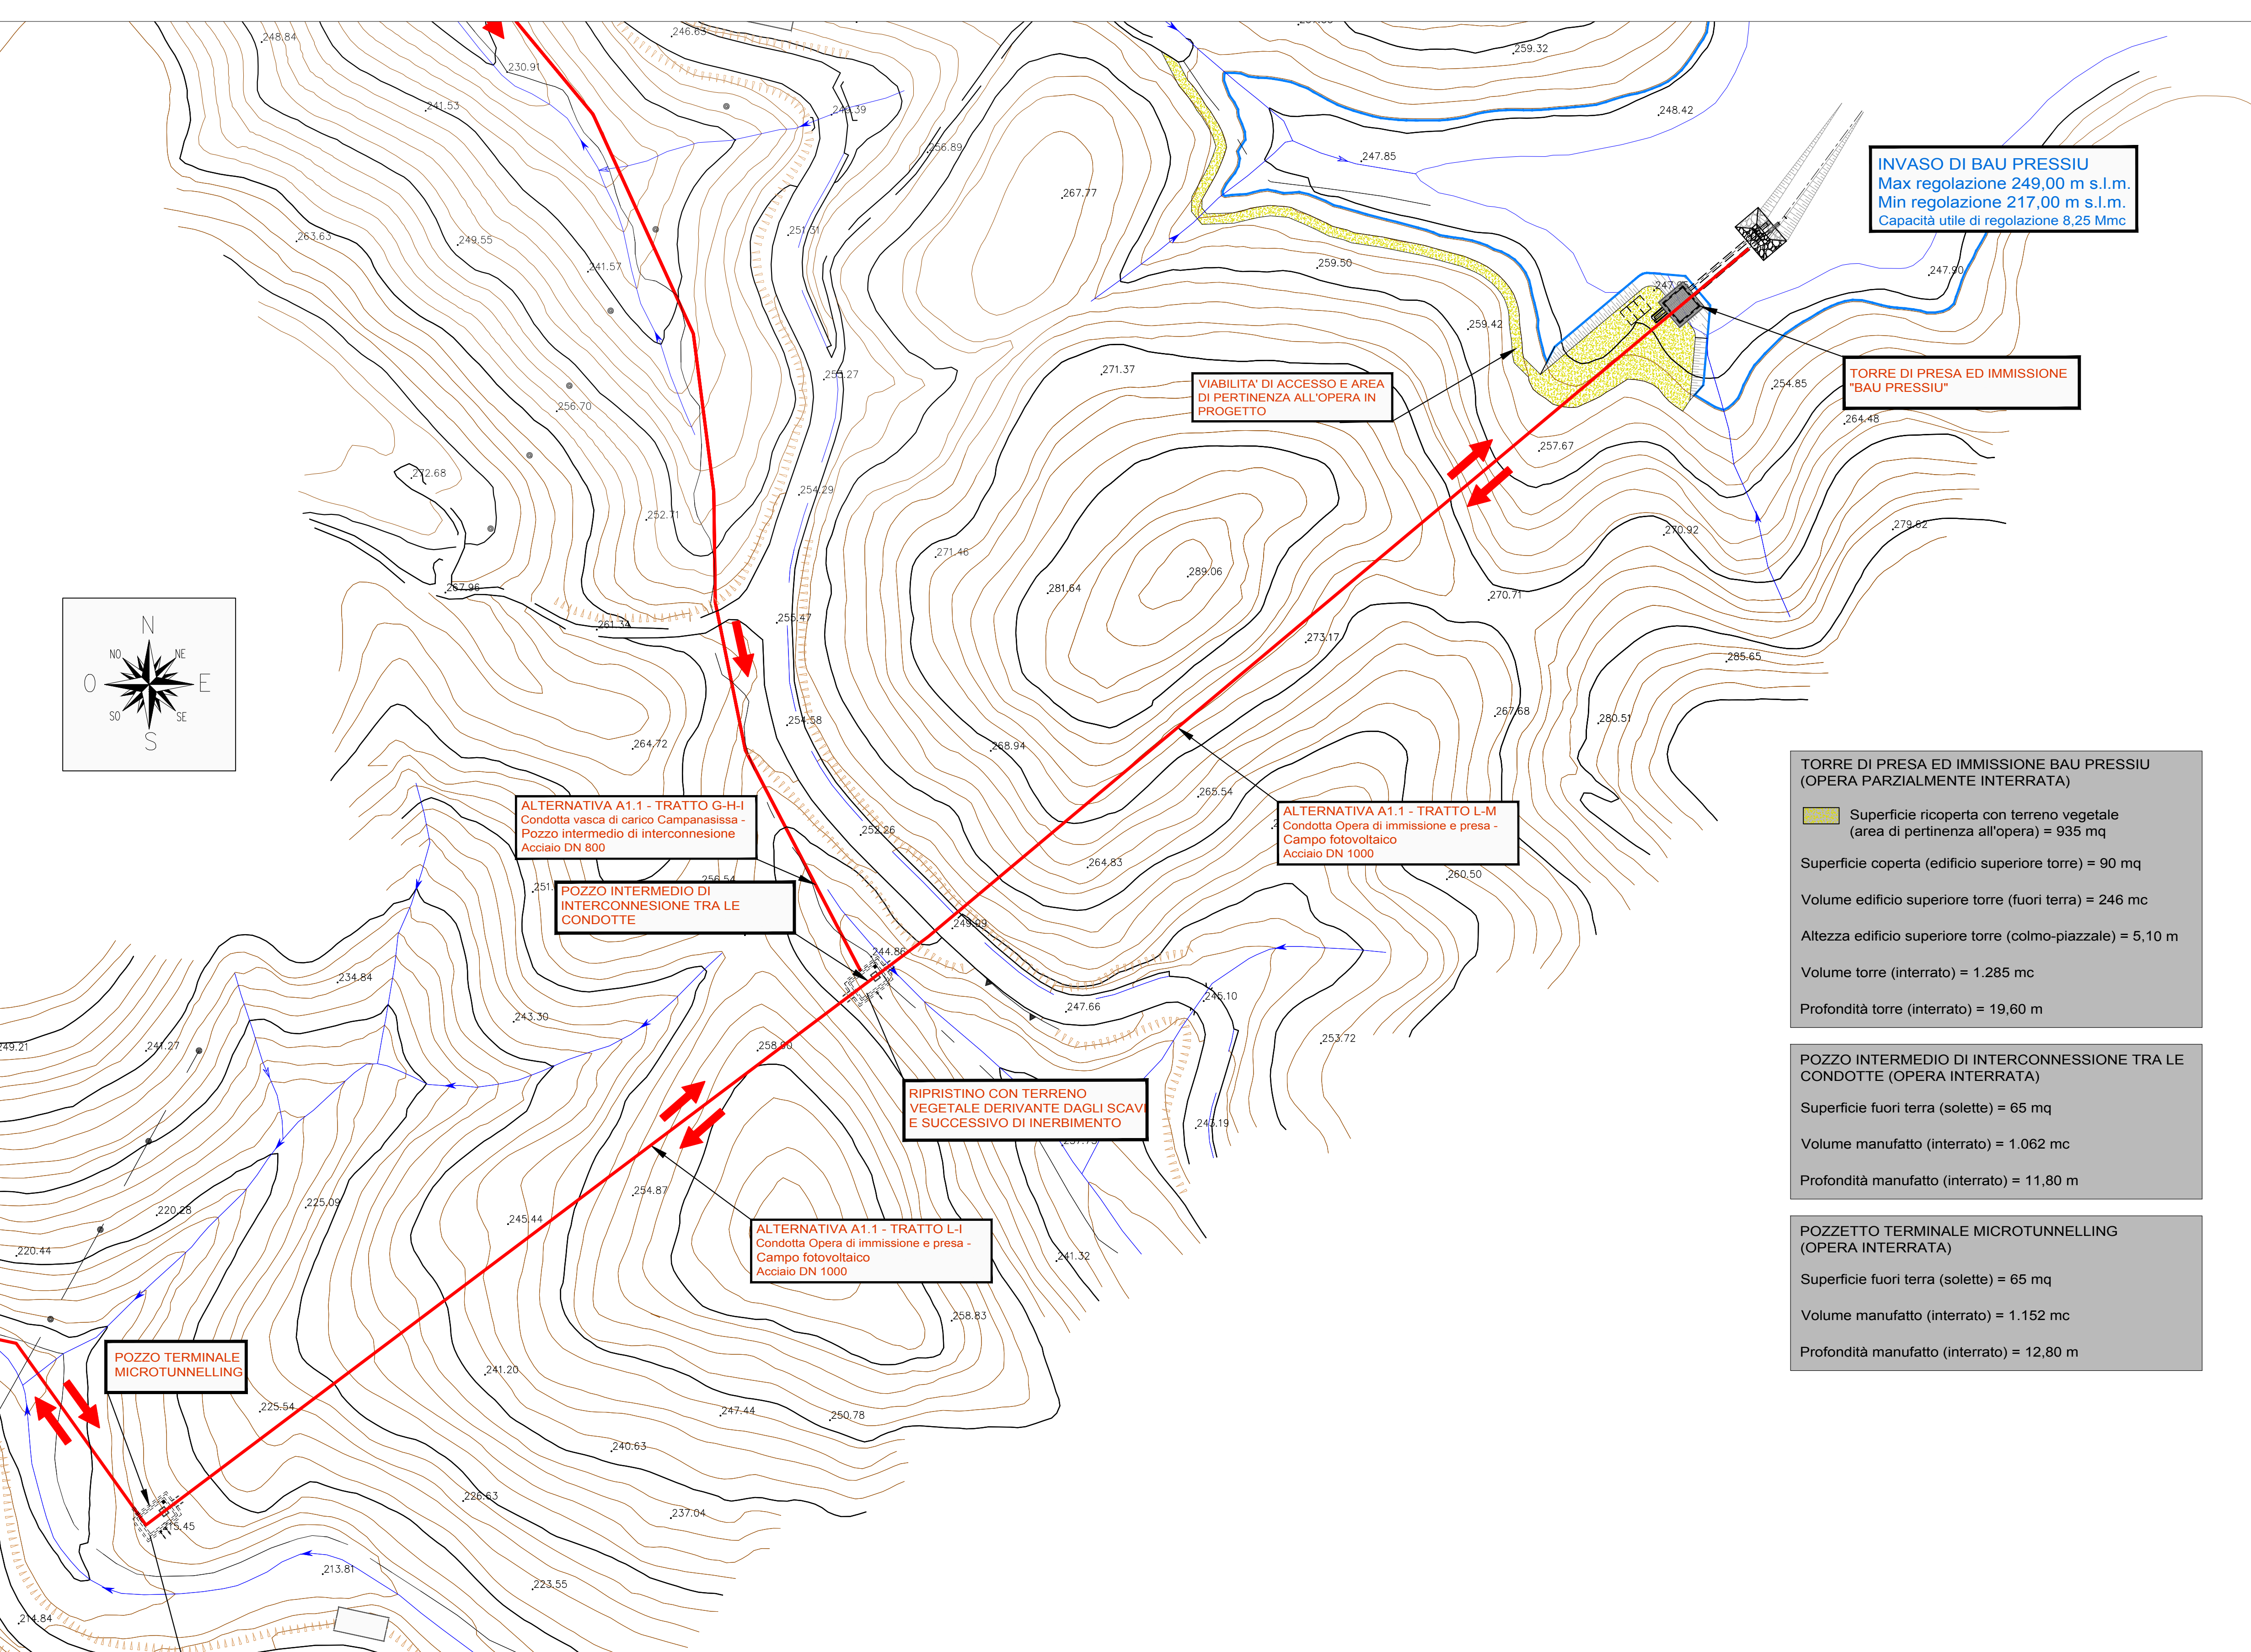 248.84
246.63
259.32
230.91
241.53
248.39
248.42
256.89
247.85
INVASO DI BAU PRESSIU
Max regolazione 249,00 m s.l.m.
Min regolazione 217,00 m s.l.m.
Capacità utile di regolazione 8,25 Mmc
267.77
263.63
249.55
251.31
241.57
259.50
247.90
259.42
271.37
255.27
VIABILITA' DI ACCESSO E AREA
DI PERTINENZA ALL'OPERA IN
PROGETTO
TORRE DI PRESA ED IMMISSIONE
"BAU PRESSIU"
254.85
264.48
256.70
257.67
272.68
254.29
252.71
270.92
279.62
271.46
289.06
281.64
267.96
270.71
261.34
255.47
273.17
285.65
N
NO
NE
O
E
SO
SE
S
254.58
267.68
280.51
264.72
268.94
TORRE DI PRESA ED IMMISSIONE BAU PRESSIU
(OPERA PARZIALMENTE INTERRATA)
Superficie ricoperta con terreno vegetale
(area di pertinenza all'opera) = 935 mq
Superficie coperta (edificio superiore torre) = 90 mq
Volume edificio superiore torre (fuori terra) = 246 mc
Altezza edificio superiore torre (colmo-piazzale) = 5,10 m
Volume torre (interrato) = 1.285 mc
Profondità torre (interrato) = 19,60 m
265.54
ALTERNATIVA A1.1 - TRATTO G-H-I
Condotta vasca di carico Campanasissa -
Pozzo intermedio di interconnesione
Acciaio DN 800
ALTERNATIVA A1.1 - TRATTO L-M
Condotta Opera di immissione e presa -
Campo fotovoltaico
Acciaio DN 1000
252.26
264.83
260.50
256.54
POZZO INTERMEDIO DI
INTERCONNESIONE TRA LE
CONDOTTE
249.09
244.86
234.84
245.10
247.66
243.30
249.21
241.27
258.90
253.72
POZZO INTERMEDIO DI INTERCONNESSIONE TRA LE
CONDOTTE (OPERA INTERRATA)
Superficie fuori terra (solette) = 65 mq
Volume manufatto (interrato) = 1.062 mc
Profondità manufatto (interrato) = 11,80 m
RIPRISTINO CON TERRENO
VEGETALE DERIVANTE DAGLI SCAVI
E SUCCESSIVO DI INERBIMENTO
243.19
254.87
225.09
220.28
245.44
220.44
ALTERNATIVA A1.1 - TRATTO L-I
Condotta Opera di immissione e presa -
Campo fotovoltaico
Acciaio DN 1000
241.32
POZZETTO TERMINALE MICROTUNNELLING
(OPERA INTERRATA)
Superficie fuori terra (solette) = 65 mq
Volume manufatto (interrato) = 1.152 mc
Profondità manufatto (interrato) = 12,80 m
258.83
POZZO TERMINALE
MICROTUNNELLING
241.20
225.54
247.44
250.78
240.63
226.63
237.04
215.45
213.81
223.55
214.84